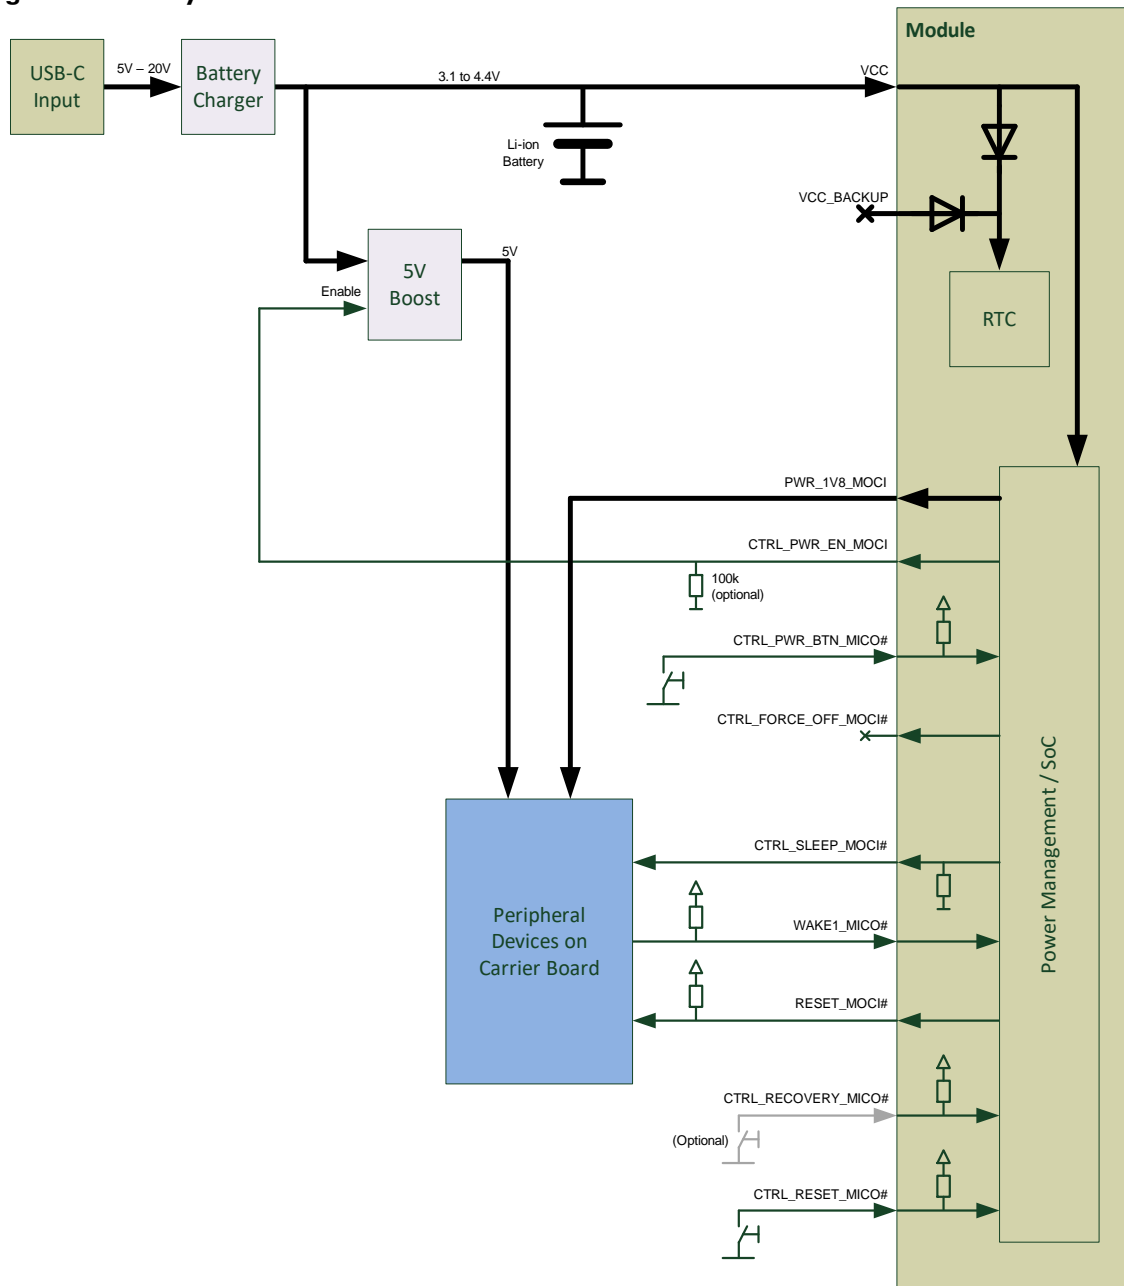 Module
USB-C
Input
5V – 20V
Battery
Charger
3.1 to 4.4V
VCC
Li-ion
Battery
VCC_BACKUP
5V
5V
Boost
Enable
RTC
PWR_1V8_MOCI
CTRL_PWR_EN_MOCI
100k
(optional)
CTRL_PWR_BTN_MICO#
CTRL_FORCE_OFF_MOCI#
Power Management / SoC
CTRL_SLEEP_MOCI#
Peripheral
Devices on
Carrier Board
WAKE1_MICO#
RESET_MOCI#
CTRL_RECOVERY_MICO#
(Optional)
CTRL_RESET_MICO#